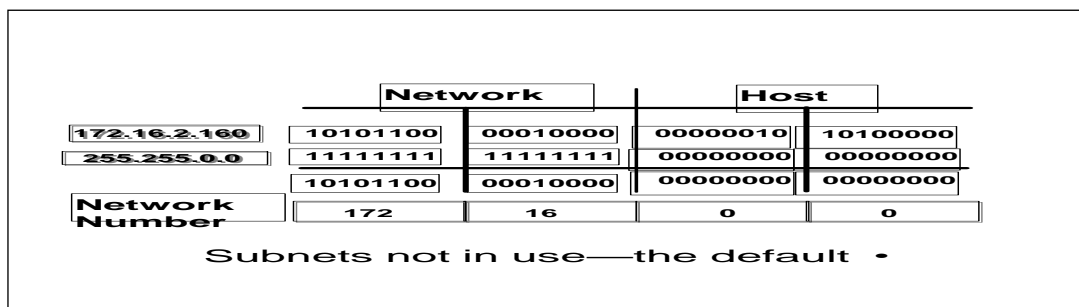 Network Host
172.16.2.160 10101100 00010000 00000010 10100000
255.255.0.0 11111111 11111111 00000000 00000000
10101100 00010000 00000000 00000000
Network
Number 172 16 0 0
Subnets not in use—the default •